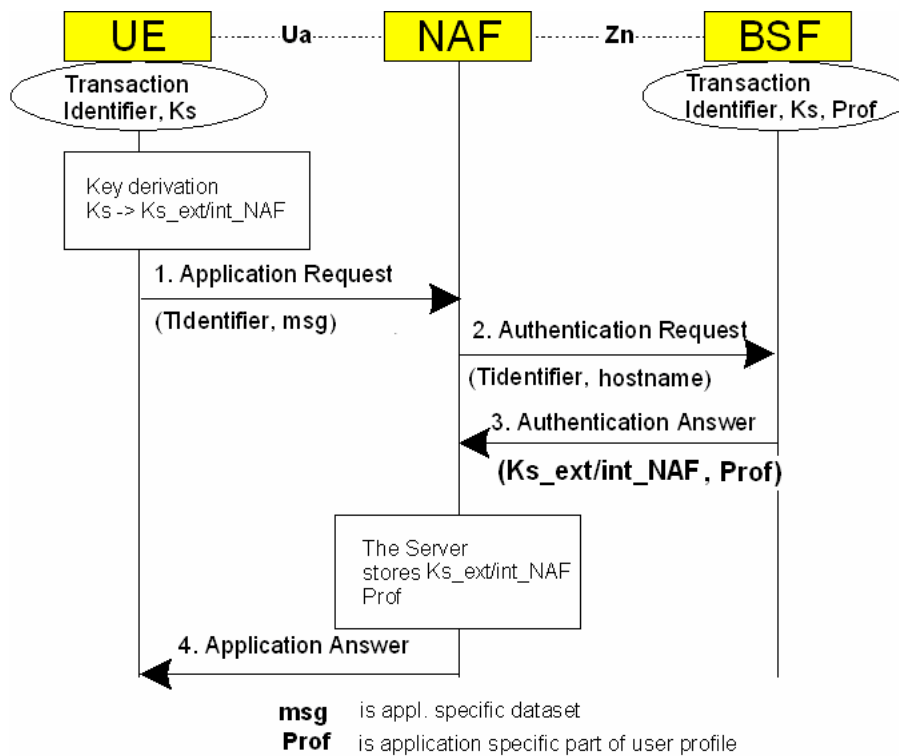 UE Ua NAF Zn BSF
Transaction
Identifier, Ks
Transaction
Identifier, Ks, Prof
Key derivation
Ks -> Ks_ext/int_NAF
1. Application Request
(TIdentifier, msg)
2. Authentication Request
(Tidentifier, hostname)
3. Authentication Answer
(Ks_ext/int_NAF, Prof)
The Server
stores Ks_ext/int_NAF
Prof
4. Application Answer
msg is appl. specific dataset
Prof is application specific part of user profile